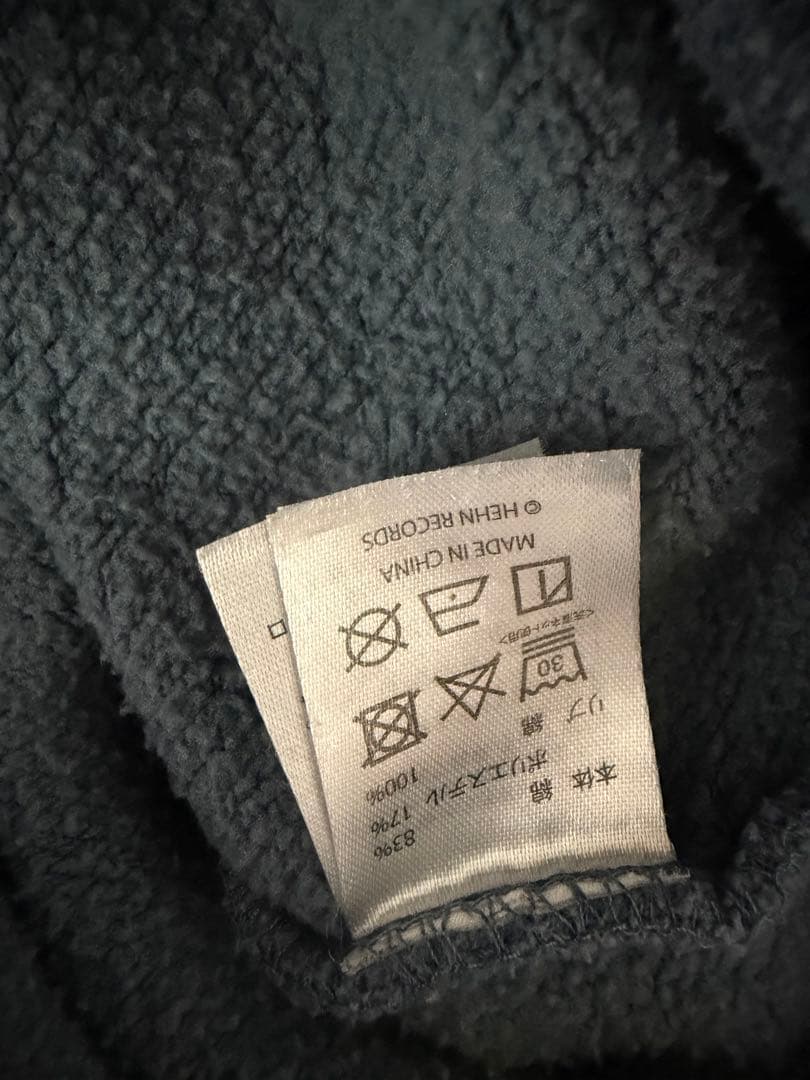 本体 綿 83%
ポリエステル 17%
リブ 綿 100%
30
<洗濯ネット使用>
MADE IN CHINA
© HEHN RECORDS